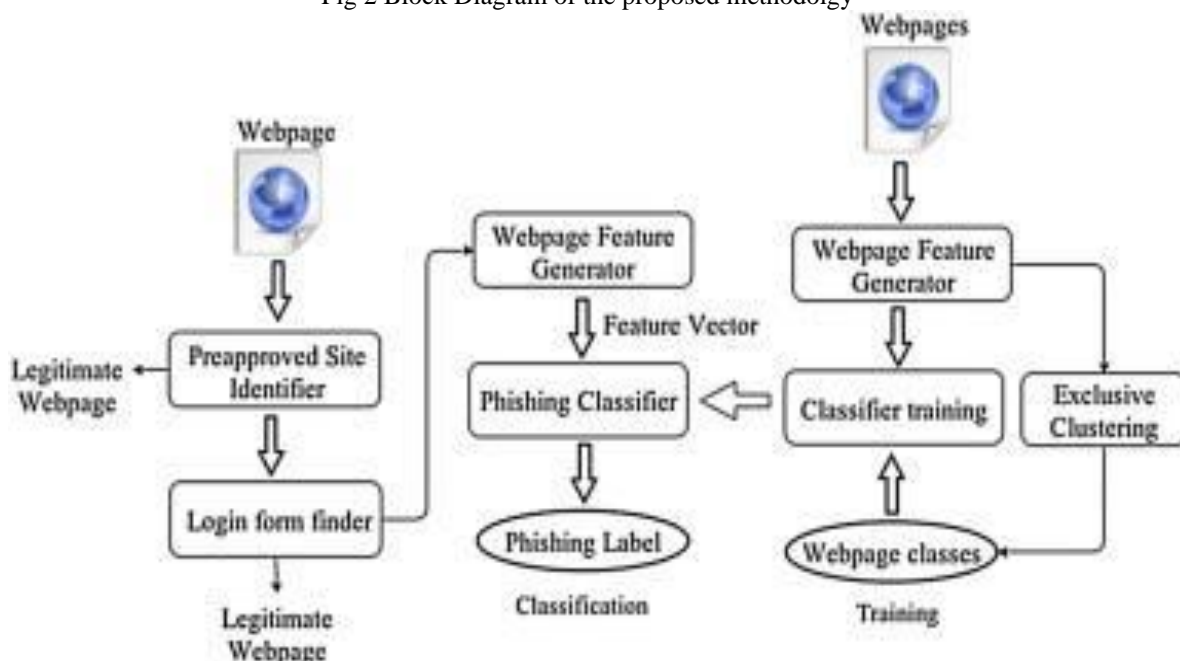 Fig 2 Block Diagram of the proposed methodolgy
Webpages
Webpage
Webpage Feature
Generator
Webpage Feature
Generator
Feature Vector
Preapproved Site
Identifier
Legitimate
Webpage
Phishing Classifier
Classifier training
Exclusive
Clustering
Login form finder
Phishing Label
Webpage classes
Classification
Training
Legitimate
Webpage